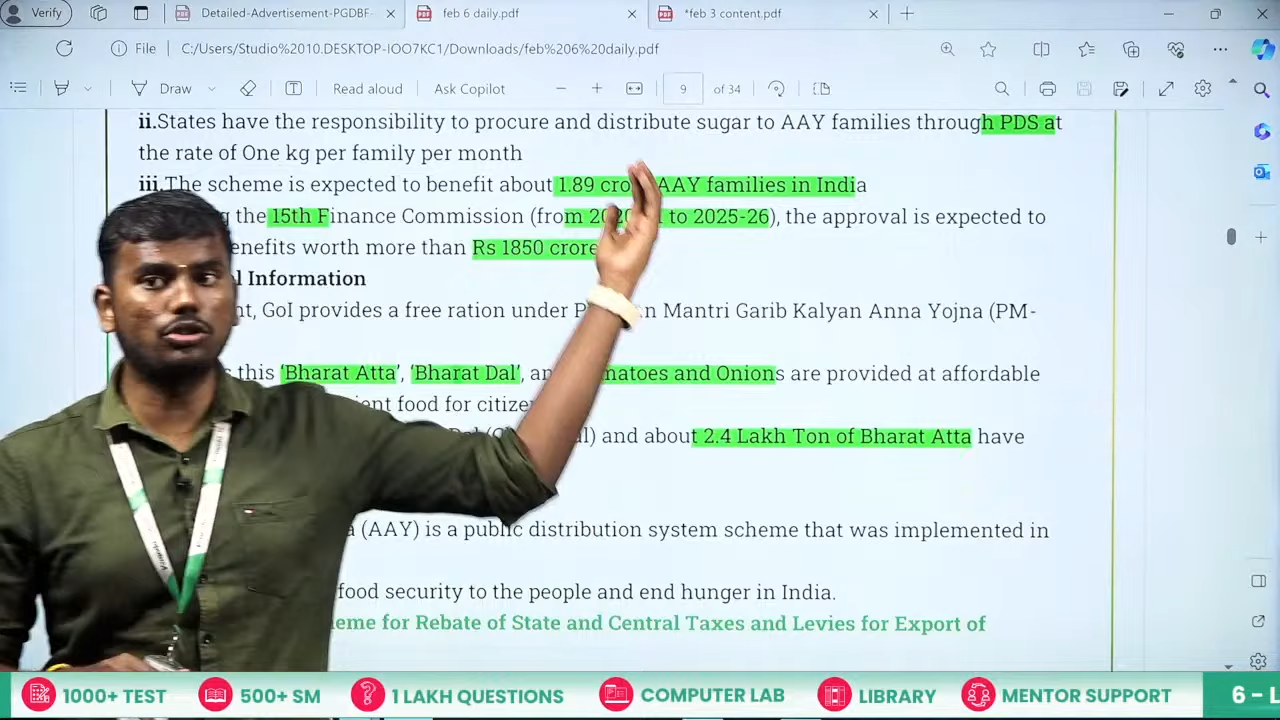 Verify
Detailed-Advertisement-PGDBF-
feb 6 daily.pdf
*feb 3 content.pdf
File
C:/Users/Studio%2010.DESKTOP-IOO7KC1/Downloads/feb%206%20daily.pdf
Draw
Read aloud
Ask Copilot
9
of 34
ii.States have the responsibility to procure and distribute sugar to AAY families through PDS at
the rate of One kg per family per month
iii.The scheme is expected to benefit about 1.89 AAY families in India
the 15th Finance Commission (from to 2025-26), the approval is expected to
worth more than Rs 1850 crore
Information
GoI provides a free ration under Mantri Garib Kalyan Anna Yojna (PM-
this 'Bharat Atta', 'Bharat Dal', and Onions are provided at affordable
food for
and about 2.4 Lakh Ton of Bharat Atta have
(AAY) is a public distribution system scheme that was implemented in
food security to the people and end hunger in India.
for Rebate of State and Central Taxes and Levies for Export of
1000+ TEST
500+ SM
1 LAKH QUESTIONS
COMPUTER LAB
LIBRARY
MENTOR SUPPORT
6 -